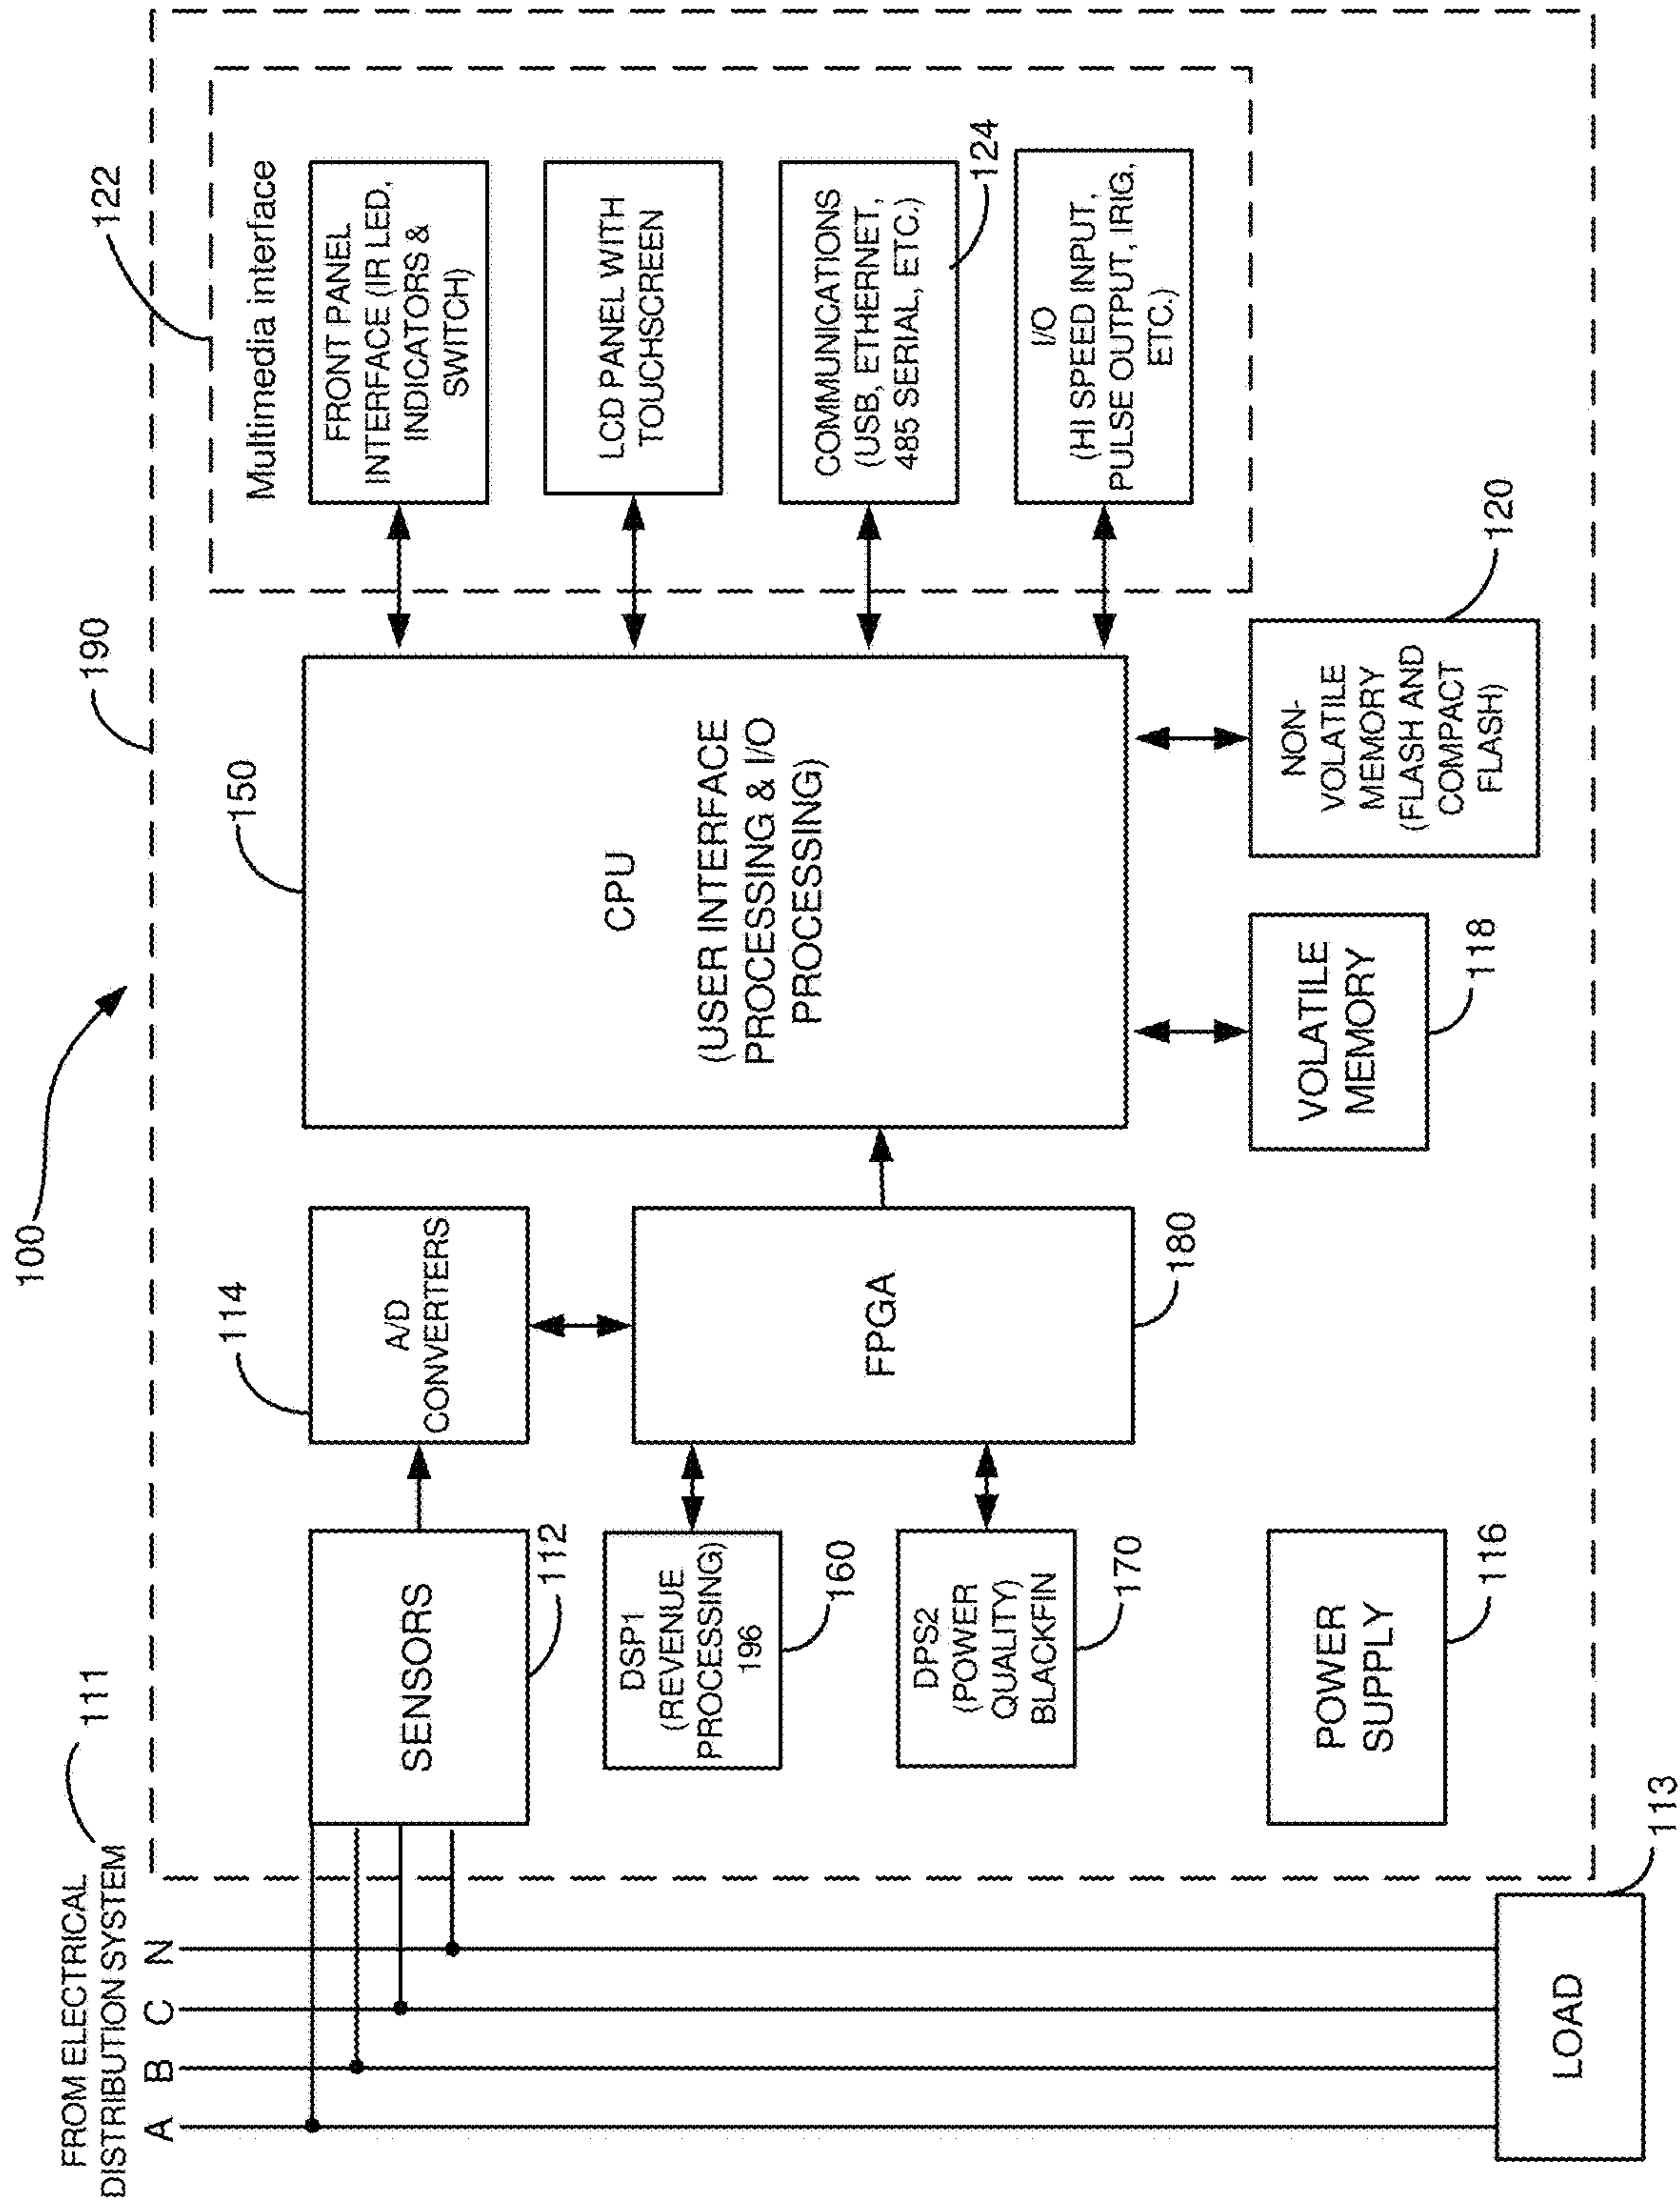 100
190
122
FROM ELECTRICAL
DISTRIBUTION SYSTEM
111
A
B
C
N
SENSORS
112
114
A/D
CONVERTERS
150
CPU
(USER INTERFACE
PROCESSING & I/O
PROCESSING)
Multimedia interface
FRONT PANEL
INTERFACE (IR LED,
INDICATORS &
SWITCH)
LCD PANEL WITH
TOUCHSCREEN
COMMUNICATIONS
(USB, ETHERNET,
485 SERIAL, ETC.)
124
I/O
(HI SPEED INPUT,
PULSE OUTPUT, IRIG,
ETC.)
DSP1
(REVENUE
PROCESSING)
196
160
DPS2
(POWER
QUALITY)
BLACKFIN
170
FPGA
180
POWER
SUPPLY
116
VOLATILE
MEMORY
118
NON-
VOLATILE
MEMORY
(FLASH AND
COMPACT
FLASH)
120
LOAD
113